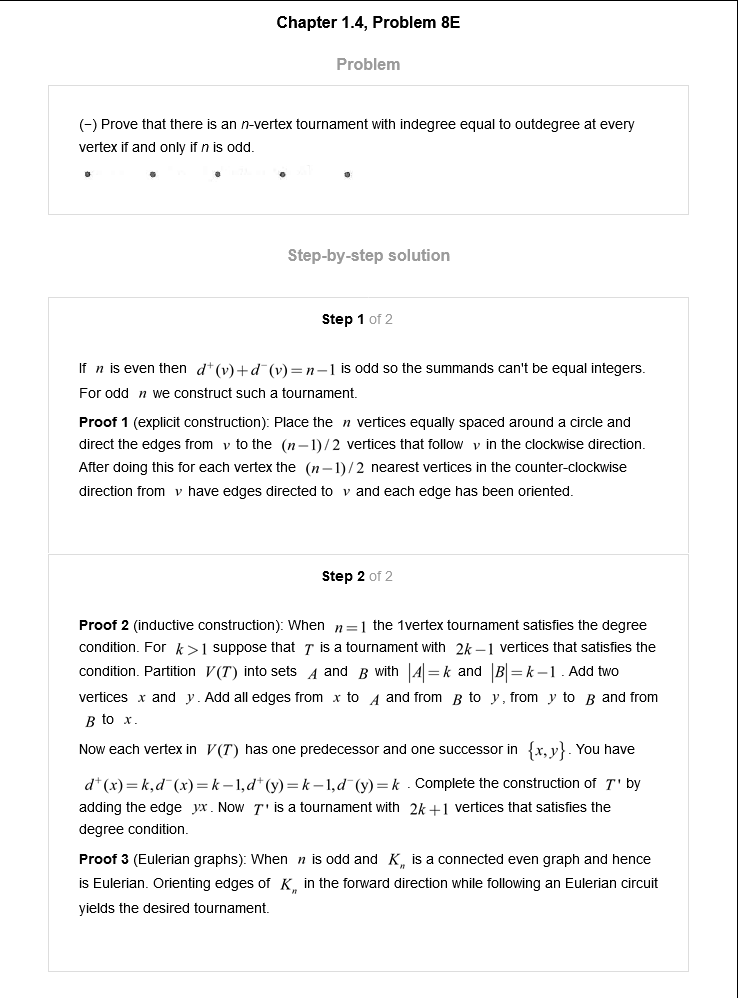 Chapter 1.4, Problem 8E
Problem
(−) Prove that there is an n-vertex tournament with indegree equal to outdegree at every
vertex if and only if n is odd.
Step-by-step solution
Step 1 of 2
If n is even then d⁺(v)+d⁻(v)=n−1 is odd so the summands can't be equal integers.
For odd n we construct such a tournament.
Proof 1 (explicit construction): Place the n vertices equally spaced around a circle and
direct the edges from v to the (n−1)/2 vertices that follow v in the clockwise direction.
After doing this for each vertex the (n−1)/2 nearest vertices in the counter-clockwise
direction from v have edges directed to v and each edge has been oriented.
Step 2 of 2
Proof 2 (inductive construction): When n=1 the 1vertex tournament satisfies the degree
condition. For k>1 suppose that T is a tournament with 2k−1 vertices that satisfies the
condition. Partition V(T) into sets A and B with |A|=k and |B|=k−1. Add two
vertices x and y. Add all edges from x to A and from B to y, from y to B and from
B to x.
Now each vertex in V(T) has one predecessor and one successor in {x,y}. You have
d⁺(x)=k,d⁻(x)=k−1,d⁺(y)=k−1,d⁻(y)=k . Complete the construction of T' by
adding the edge yx. Now T' is a tournament with 2k+1 vertices that satisfies the
degree condition.
Proof 3 (Eulerian graphs): When n is odd and Kₙ is a connected even graph and hence
is Eulerian. Orienting edges of Kₙ in the forward direction while following an Eulerian circuit
yields the desired tournament.